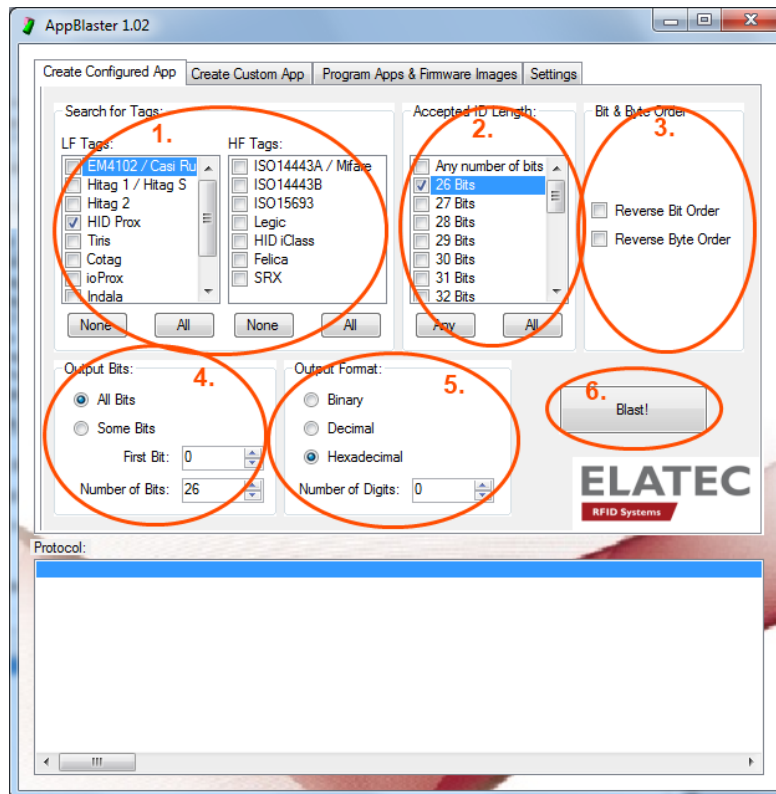 AppBlaster 1.02
Create Configured App
Create Custom App
Program Apps & Firmware Images
Settings
Search for Tags:
1.
LF Tags:
EM4102 / Casi Ru
Hitag 1 / Hitag S
Hitag 2
HID Prox
Tiris
Cotag
ioProx
Indala
None
All
HF Tags:
ISO14443A / Mifare
ISO14443B
ISO15693
Legic
HID iClass
Felica
SRX
None
All
Accepted ID Length:
2.
Any number of bits
26 Bits
27 Bits
28 Bits
29 Bits
30 Bits
31 Bits
32 Bits
Any
All
Bit & Byte Order
3.
Reverse Bit Order
Reverse Byte Order
Output Bits:
4.
All Bits
Some Bits
First Bit: 0
Number of Bits: 26
Output Format:
5.
Binary
Decimal
Hexadecimal
Number of Digits: 0
6.
Blast!
ELATEC
RFID Systems
Protocol: